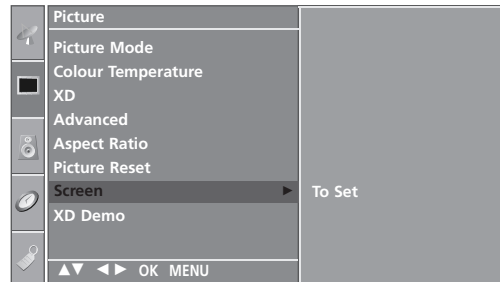 Picture
Picture Mode
Colour Temperature
XD
Advanced
Aspect Ratio
Picture Reset
Screen ► To Set
XD Demo
▲▼ ◄► OK MENU